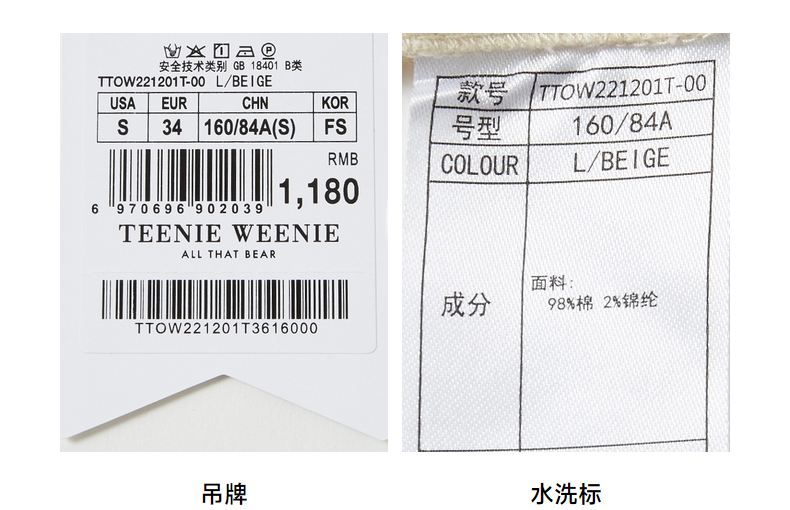 安全技术类别 GB 18401 B类
TTOW221201T-00 L/BEIGE
USA EUR CHN KOR
S 34 160/84A(S) FS
RMB
1,180
6 970696 902039
TEENIE WEENIE
ALL THAT BEAR
TTOW221201T3616000
款号 TTOW221201T-00
号型 160/84A
COLOUR L/BEIGE
成分 面料:
98%棉 2%锦纶
吊牌 水洗标